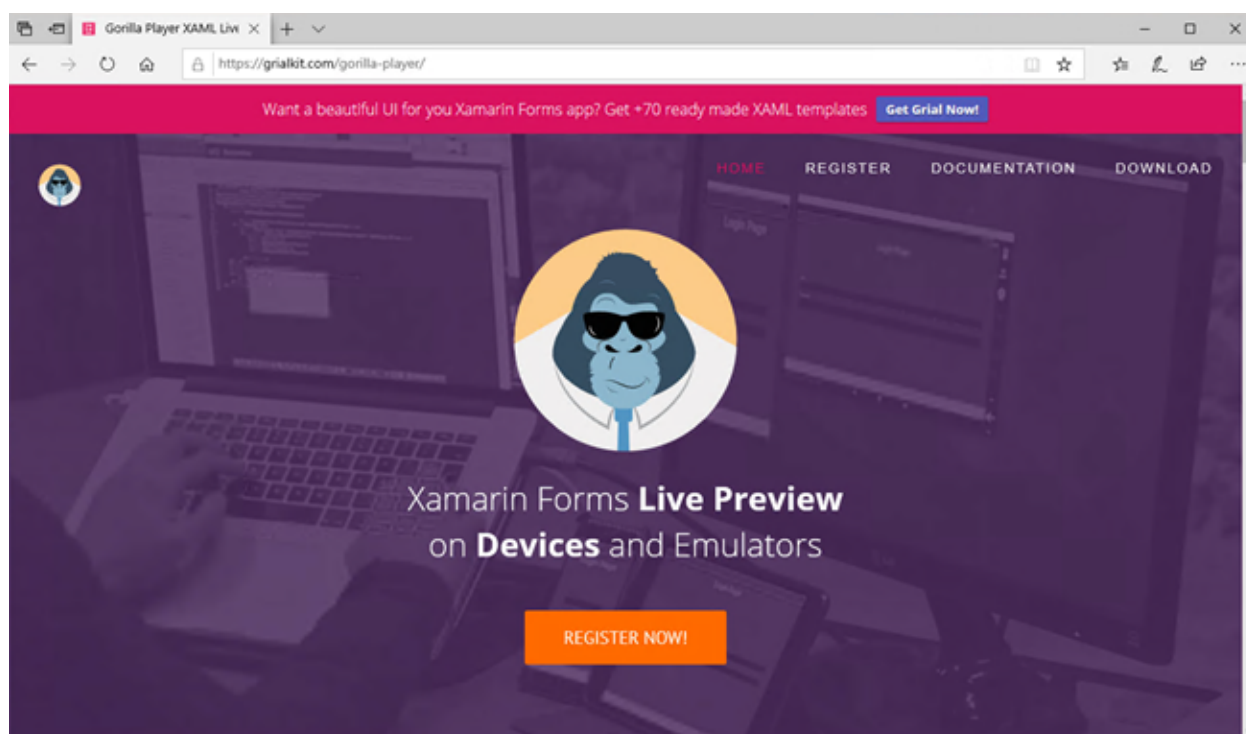 Gorilla Player XAML Live
https://grialkit.com/gorilla-player/
Want a beautiful UI for you Xamarin Forms app? Get +70 ready made XAML templates Get Grial Now!
HOME REGISTER DOCUMENTATION DOWNLOAD
Login Page
Xamarin Forms Live Preview
on Devices and Emulators
REGISTER NOW!